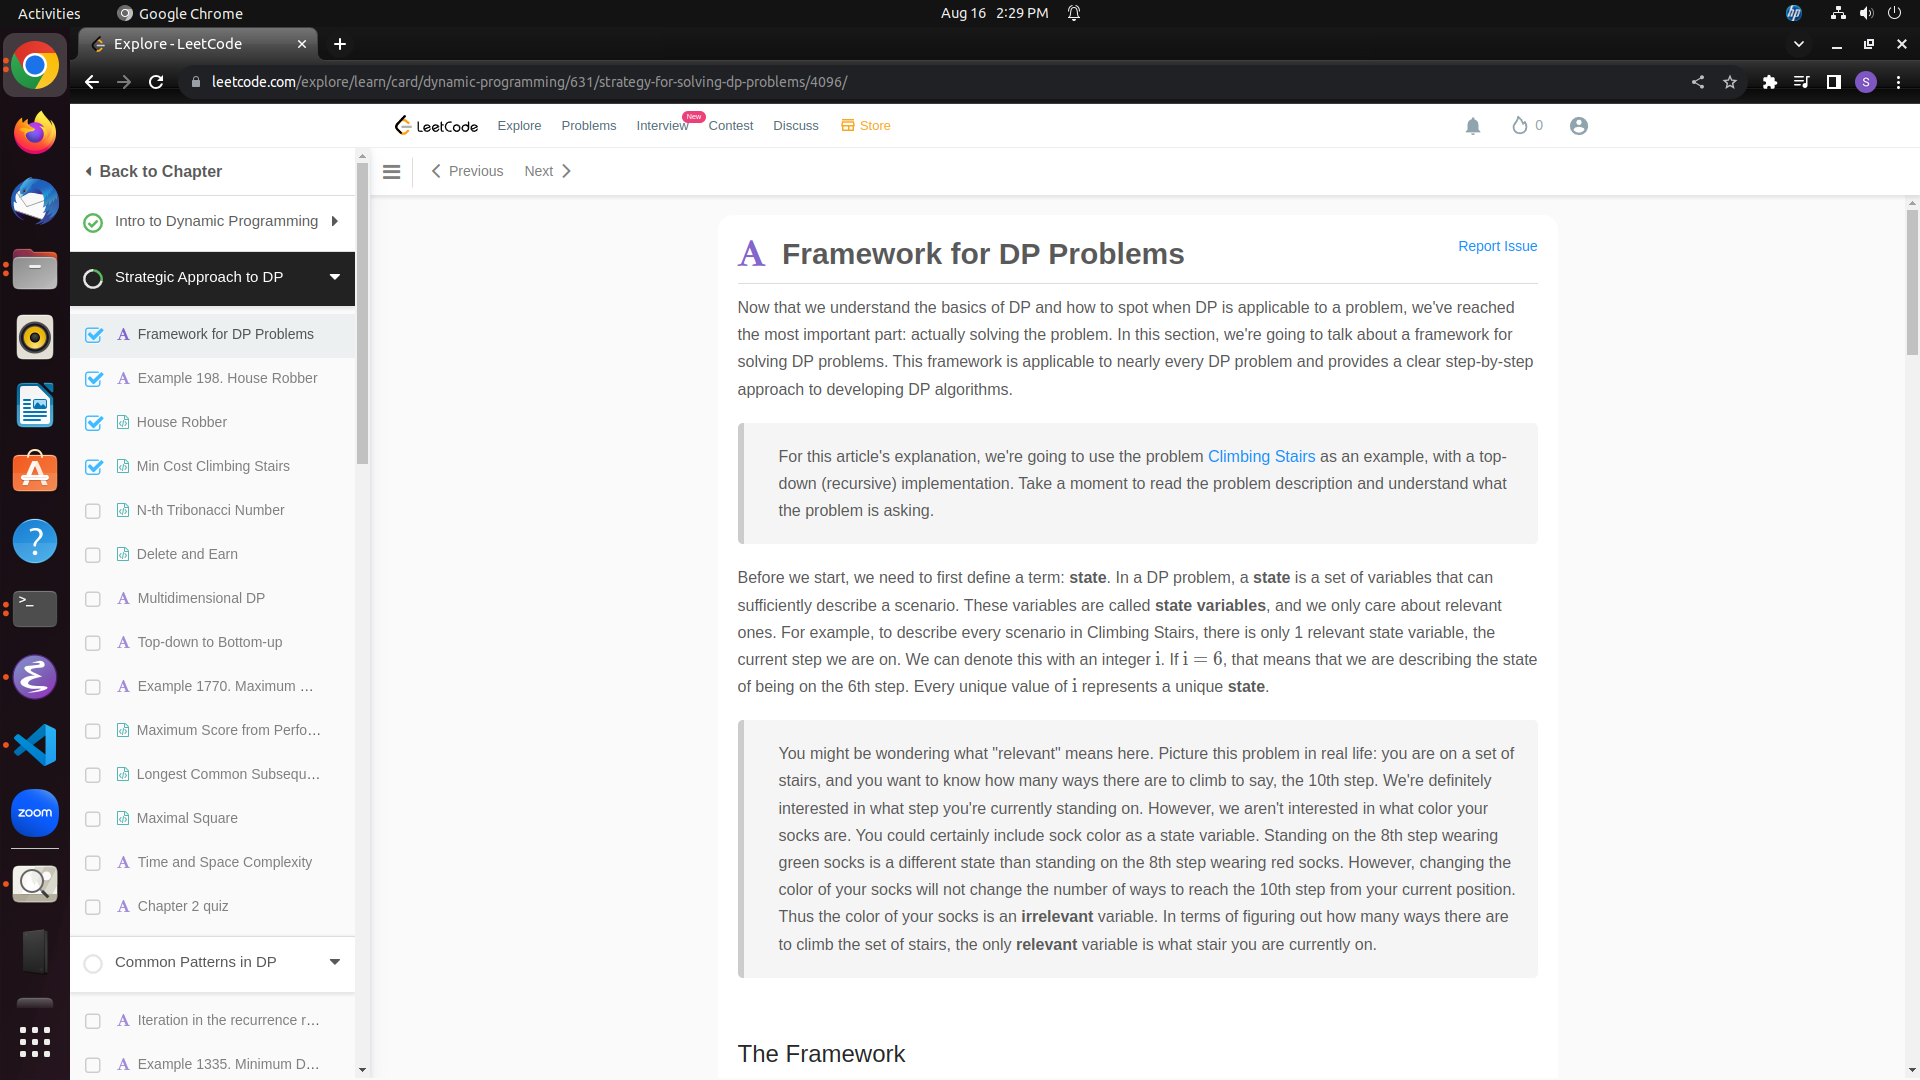 Activities
Google Chrome
Aug 16 2:29 PM
Explore - LeetCode
leetcode.com/explore/learn/card/dynamic-programming/631/strategy-for-solving-dp-problems/4096/
S
LeetCode
Explore
Problems
Interview
New
Contest
Discuss
Store
0
Back to Chapter
Previous
Next
Intro to Dynamic Programming
Strategic Approach to DP
A Framework for DP Problems
A Example 198. House Robber
House Robber
Min Cost Climbing Stairs
N-th Tribonacci Number
Delete and Earn
A Multidimensional DP
A Top-down to Bottom-up
A Example 1770. Maximum ...
Maximum Score from Perfo...
Longest Common Subsequ...
Maximal Square
A Time and Space Complexity
A Chapter 2 quiz
Common Patterns in DP
A Iteration in the recurrence r...
A Example 1335. Minimum D...
A Framework for DP Problems
Report Issue
Now that we understand the basics of DP and how to spot when DP is applicable to a problem, we've reached
the most important part: actually solving the problem. In this section, we're going to talk about a framework for
solving DP problems. This framework is applicable to nearly every DP problem and provides a clear step-by-step
approach to developing DP algorithms.
For this article's explanation, we're going to use the problem Climbing Stairs as an example, with a top-
down (recursive) implementation. Take a moment to read the problem description and understand what
the problem is asking.
Before we start, we need to first define a term: state. In a DP problem, a state is a set of variables that can
sufficiently describe a scenario. These variables are called state variables, and we only care about relevant
ones. For example, to describe every scenario in Climbing Stairs, there is only 1 relevant state variable, the
current step we are on. We can denote this with an integer i. If i = 6, that means that we are describing the state
of being on the 6th step. Every unique value of i represents a unique state.
You might be wondering what "relevant" means here. Picture this problem in real life: you are on a set of
stairs, and you want to know how many ways there are to climb to say, the 10th step. We're definitely
interested in what step you're currently standing on. However, we aren't interested in what color your
socks are. You could certainly include sock color as a state variable. Standing on the 8th step wearing
green socks is a different state than standing on the 8th step wearing red socks. However, changing the
color of your socks will not change the number of ways to reach the 10th step from your current position.
Thus the color of your socks is an irrelevant variable. In terms of figuring out how many ways there are
to climb the set of stairs, the only relevant variable is what stair you are currently on.
The Framework
hp
zoom